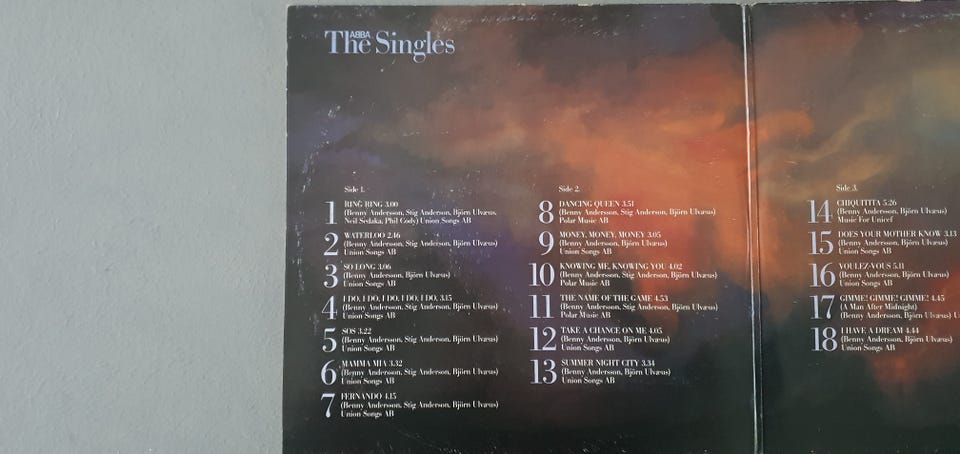 ABBA
The Singles
Side 1.
1 RING RING 3.00
(Benny Andersson, Stig Anderson, Björn Ulvæus,
Neil Sedaka, Phil Cody) Union Songs AB
2 WATERLOO 2.46
(Benny Andersson, Stig Anderson, Björn Ulvæus)
Union Songs AB
3 SO LONG 3.06
(Benny Andersson, Björn Ulvæus)
Union Songs AB
4 I DO, I DO, I DO, I DO, I DO, 3.15
(Benny Andersson, Stig Anderson, Björn Ulvæus)
Union Songs AB
5 SOS 3.22
(Benny Andersson, Stig Anderson, Björn Ulvæus)
Union Songs AB
6 MAMMA MIA 3.32
(Benny Andersson, Stig Anderson, Björn Ulvæus)
Union Songs AB
7 FERNANDO 4.15
(Benny Andersson, Stig Anderson, Björn Ulvæus)
Union Songs AB
Side 2.
8 DANCING QUEEN 3.51
(Benny Andersson, Stig Anderson, Björn Ulvæus)
Polar Music AB
9 MONEY, MONEY, MONEY 3.05
(Benny Andersson, Björn Ulvæus)
Union Songs AB
10 KNOWING ME, KNOWING YOU 4.02
(Benny Andersson, Stig Anderson, Björn Ulvæus)
Polar Music AB
11 THE NAME OF THE GAME 4.53
(Benny Andersson, Stig Anderson, Björn Ulvæus)
Polar Music AB
12 TAKE A CHANCE ON ME 4.05
(Benny Andersson, Björn Ulvæus)
Union Songs AB
13 SUMMER NIGHT CITY 3.34
(Benny Andersson, Björn Ulvæus)
Union Songs AB
Side 3.
14 CHIQUITITA 5.26
(Benny Andersson, Björn Ulvæus)
Music For Unicef
15 DOES YOUR MOTHER KNOW 3.13
(Benny Andersson, Björn Ulvæus)
Union Songs AB
16 VOULEZ-VOUS 5.11
(Benny Andersson, Björn Ulvæus)
Union Songs AB
17 GIMME! GIMME! GIMME! 4.45
(A Man After Midnight)
(Benny Andersson, Björn Ulvæus) U
18 I HAVE A DREAM 4.44
(Benny Andersson, Björn Ulvæus)
Union Songs AB